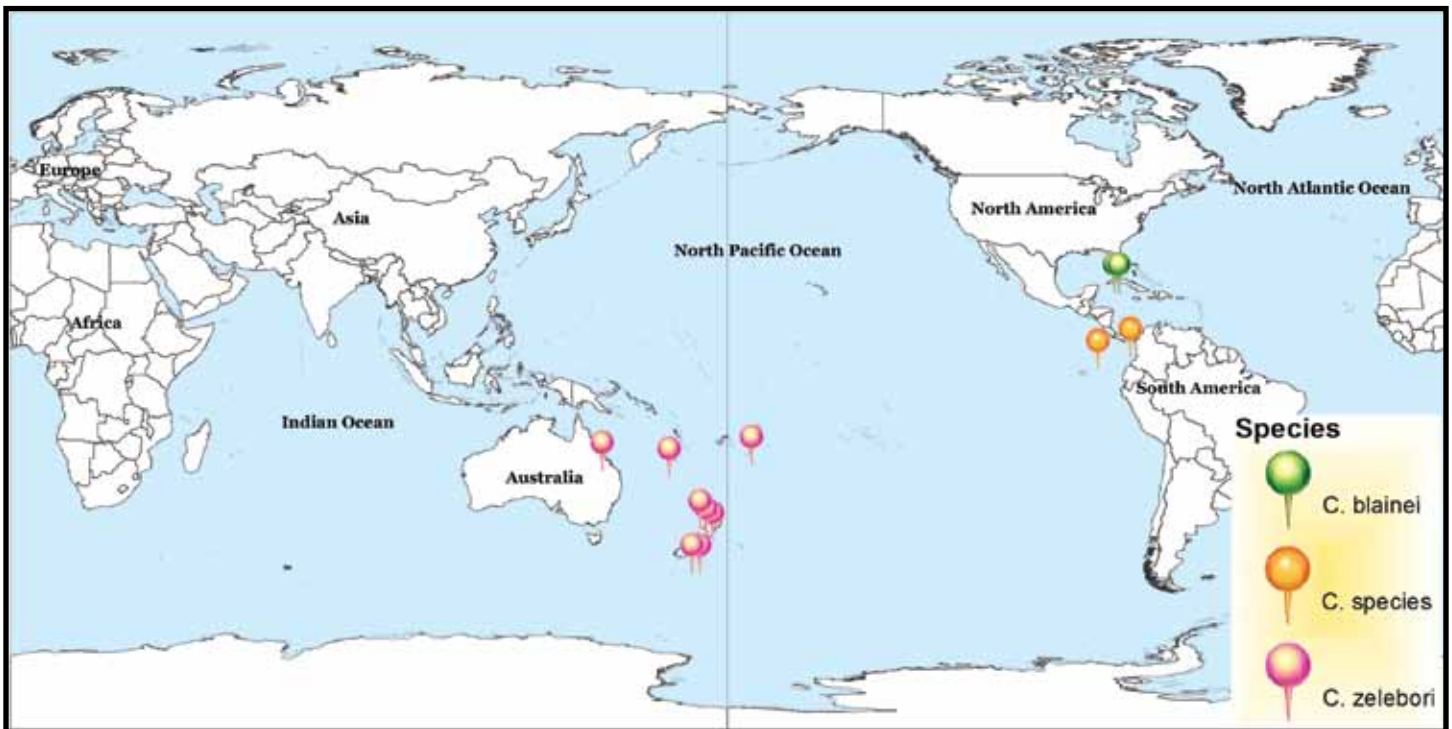 Europe
Asia
North America
North Atlantic Ocean
North Pacific Ocean
Africa
South America
Indian Ocean
Australia
Species
C. blainei
C. species
C. zelebori